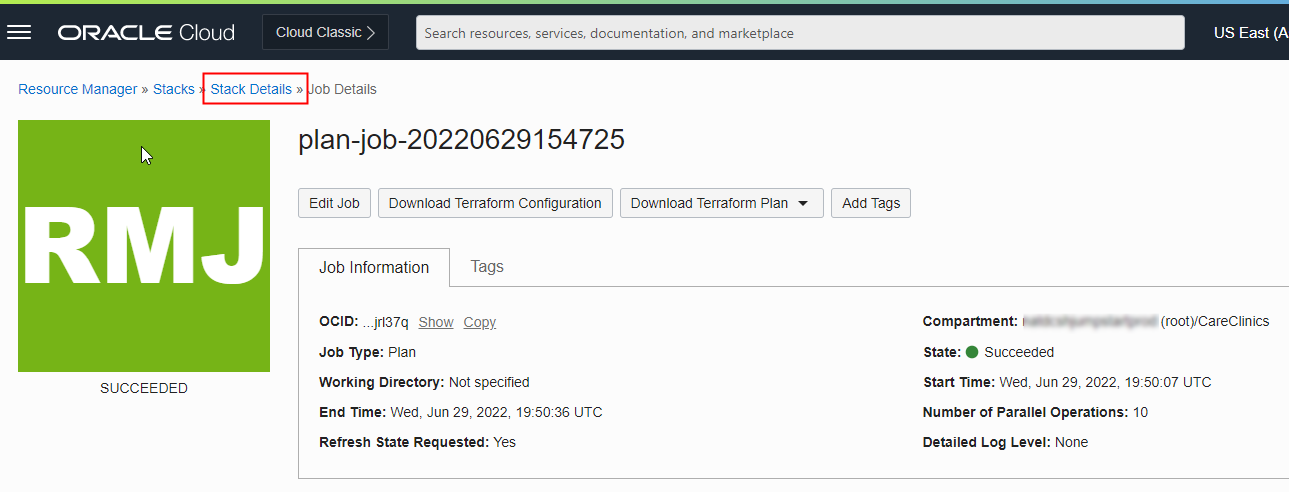 ORACLE Cloud Cloud Classic Search resources, services, documentation, and marketplace US East (A
Resource Manager » Stacks » Stack Details » Job Details
plan-job-20220629154725
Edit Job Download Terraform Configuration Download Terraform Plan Add Tags
RMJ
SUCCEEDED
Job Information Tags
OCID: ...jrl37q Show Copy
Job Type: Plan
Working Directory: Not specified
End Time: Wed, Jun 29, 2022, 19:50:36 UTC
Refresh State Requested: Yes
Compartment: (root)/CareClinics
State: Succeeded
Start Time: Wed, Jun 29, 2022, 19:50:07 UTC
Number of Parallel Operations: 10
Detailed Log Level: None